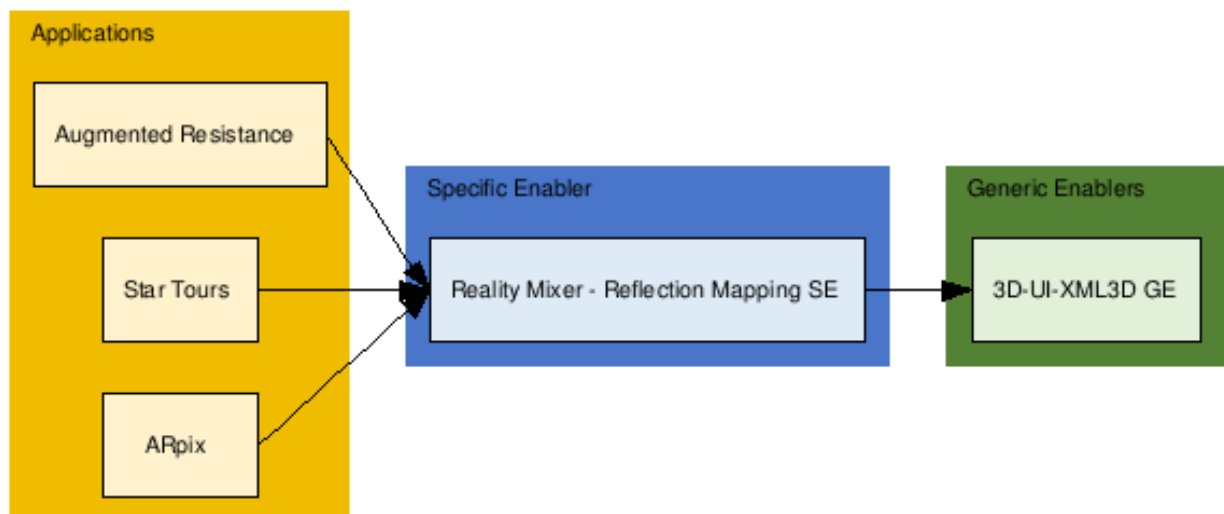 Applications
Augmented Resistance
Star Tours
ARpix
Specific Enabler
Reality Mixer - Reflection Mapping SE
Generic Enablers
3D-UI-XML3D GE